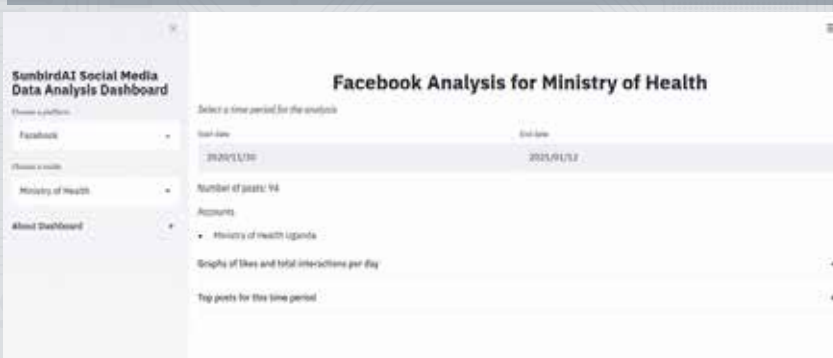 SunbirdAI Social Media
Data Analysis Dashboard
Choose a platform
Facebook
Ministry of Health
About Dashboard
Facebook Analysis for Ministry of Health
Select a time period for the analysis
Start date
End date
2020/11/30
2021/01/12
Number of posts: 94
Accounts
• Ministry of Health Uganda
Graphs of likes and total interactions per day
Top posts for this time period